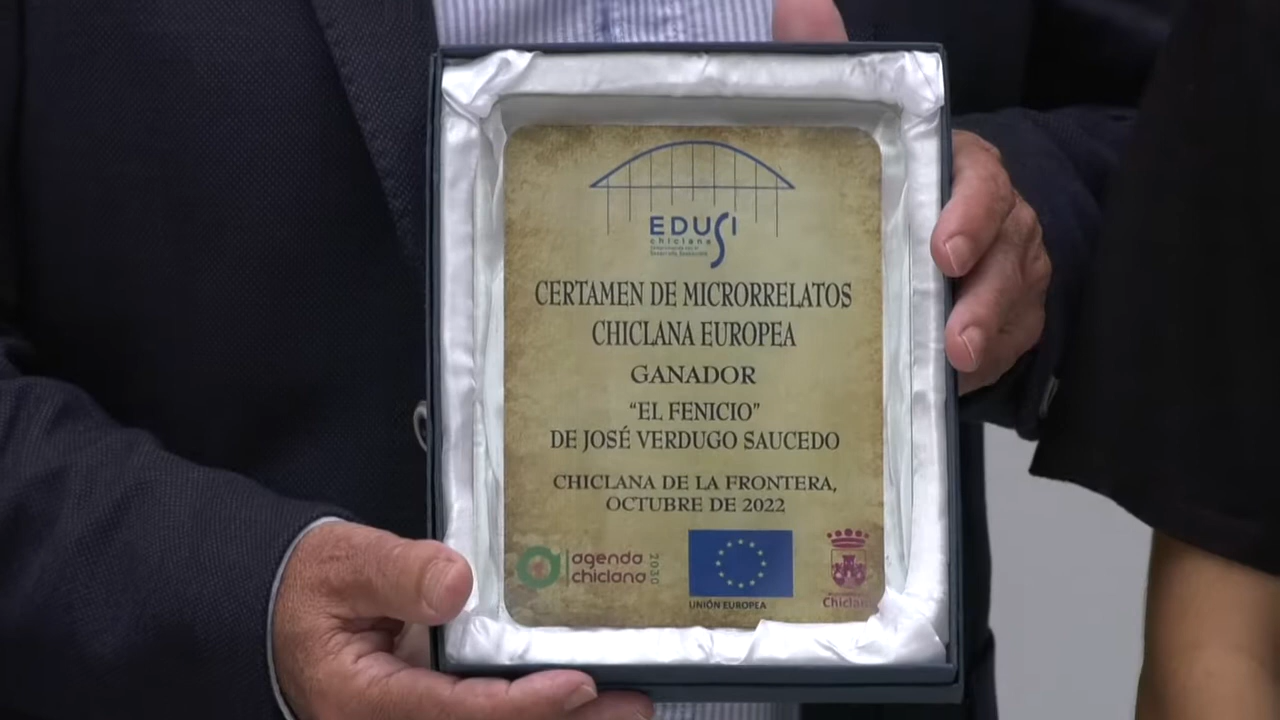 EDUSI
chiclana
CERTAMEN DE MICRORRELATOS
CHICLANA EUROPEA
GANADOR
“EL FENICIO”
DE JOSÉ VERDUGO SAUCEDO
CHICLANA DE LA FRONTERA,
OCTUBRE DE 2022
agenda
chiclana
2030
UNIÓN EUROPEA
Chiclana